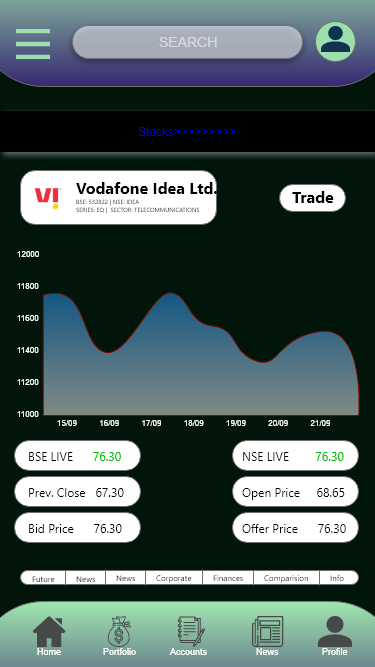 SEARCH
Stocks>>>>>>>>>
VI
Vodafone Idea Ltd.
BSE: 532822 | NSE: IDEA
SERIES: EQ | SECTOR: TELECOMMUNICATIONS
Trade
12000
11800
11600
11400
11200
11000
15/09 16/09 17/09 18/09 19/09 20/09 21/09
BSE LIVE 76.30 NSE LIVE 76.30
Prev. Close 67.30 Open Price 68.65
Bid Price 76.30 Offer Price 76.30
Future News News Corporate Finances Comparision Info
Home Portfolio Accounts News Profile